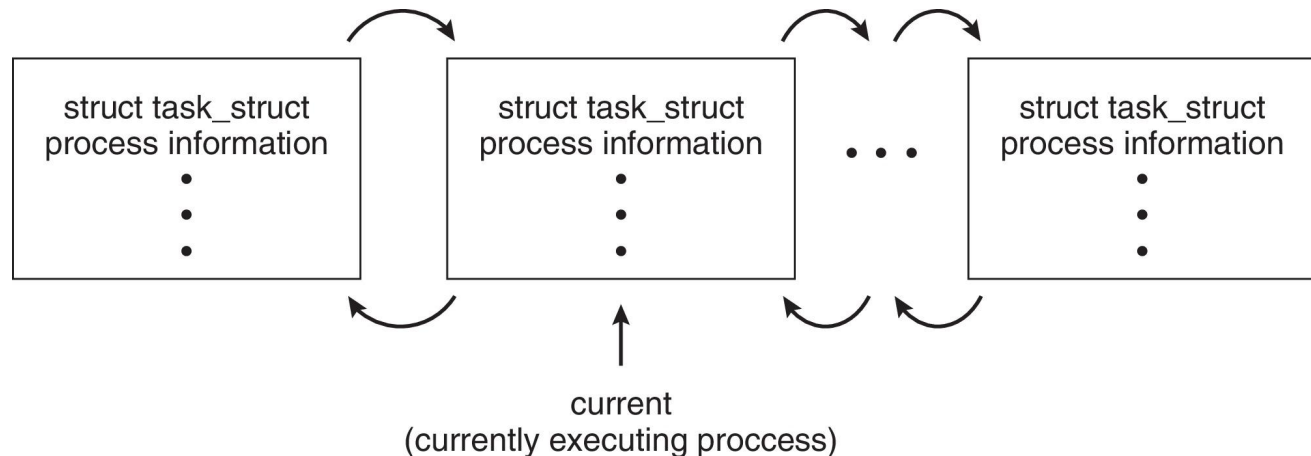 struct task_struct
process information
struct task_struct
process information
struct task_struct
process information
current
(currently executing proccess)